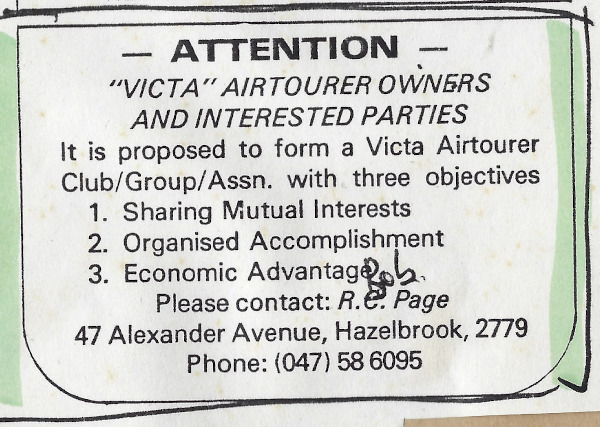 — ATTENTION —
"VICTA" AIRTOURER OWNERS
AND INTERESTED PARTIES
It is proposed to form a Victa Airtourer
Club/Group/Assn. with three objectives
1. Sharing Mutual Interests
2. Organised Accomplishment
3. Economic Advantage
Bob
Please contact: R.C. Page
47 Alexander Avenue, Hazelbrook, 2779
Phone: (047) 58 6095